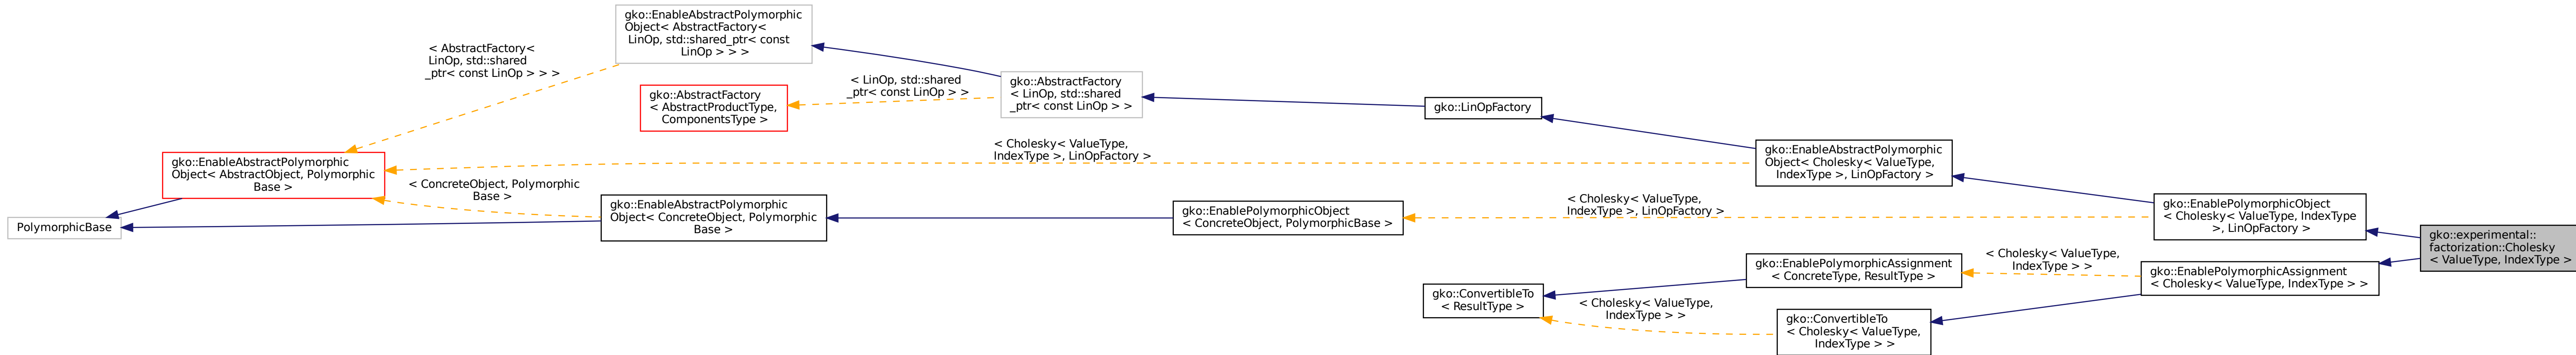 gko::EnableAbstractPolymorphic
Object< AbstractFactory<
LinOp, std::shared_ptr< const
LinOp > > >
< AbstractFactory<
LinOp, std::shared
_ptr< const LinOp > > >
gko::AbstractFactory
< AbstractProductType,
ComponentsType >
< LinOp, std::shared
_ptr< const LinOp > >
gko::AbstractFactory
< LinOp, std::shared
_ptr< const LinOp > >
gko::LinOpFactory
gko::EnableAbstractPolymorphic
Object< AbstractObject, Polymorphic
Base >
< Cholesky< ValueType,
IndexType >, LinOpFactory >
gko::EnableAbstractPolymorphic
Object< Cholesky< ValueType,
IndexType >, LinOpFactory >
< ConcreteObject, Polymorphic
Base >
PolymorphicBase
gko::EnableAbstractPolymorphic
Object< ConcreteObject, Polymorphic
Base >
gko::EnablePolymorphicObject
< ConcreteObject, PolymorphicBase >
< Cholesky< ValueType,
IndexType >, LinOpFactory >
gko::EnablePolymorphicObject
< Cholesky< ValueType, IndexType
>, LinOpFactory >
gko::experimental::
factorization::Cholesky
< ValueType, IndexType >
gko::EnablePolymorphicAssignment
< ConcreteType, ResultType >
< Cholesky< ValueType,
IndexType > >
gko::EnablePolymorphicAssignment
< Cholesky< ValueType, IndexType > >
gko::ConvertibleTo
< ResultType >
< Cholesky< ValueType,
IndexType > >
gko::ConvertibleTo
< Cholesky< ValueType,
IndexType > >